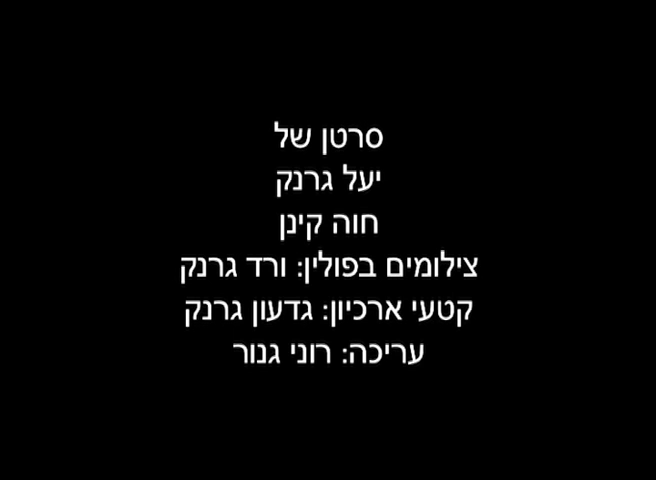 סרטן של
יעל גרנק
חוה קינן
צילומים בפולין: ורד גרנק
קטעי ארכיון: גדעון גרנק
עריכה: רוני גנור